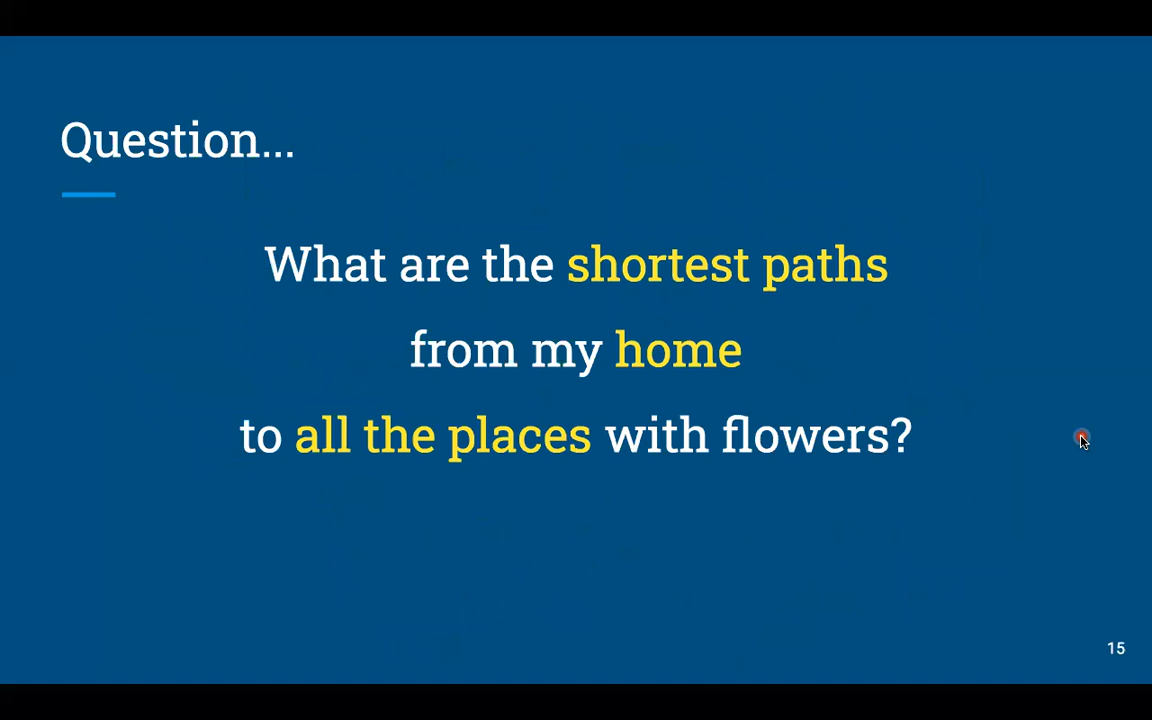 Question...
What are the shortest paths
from my home
to all the places with flowers?
15